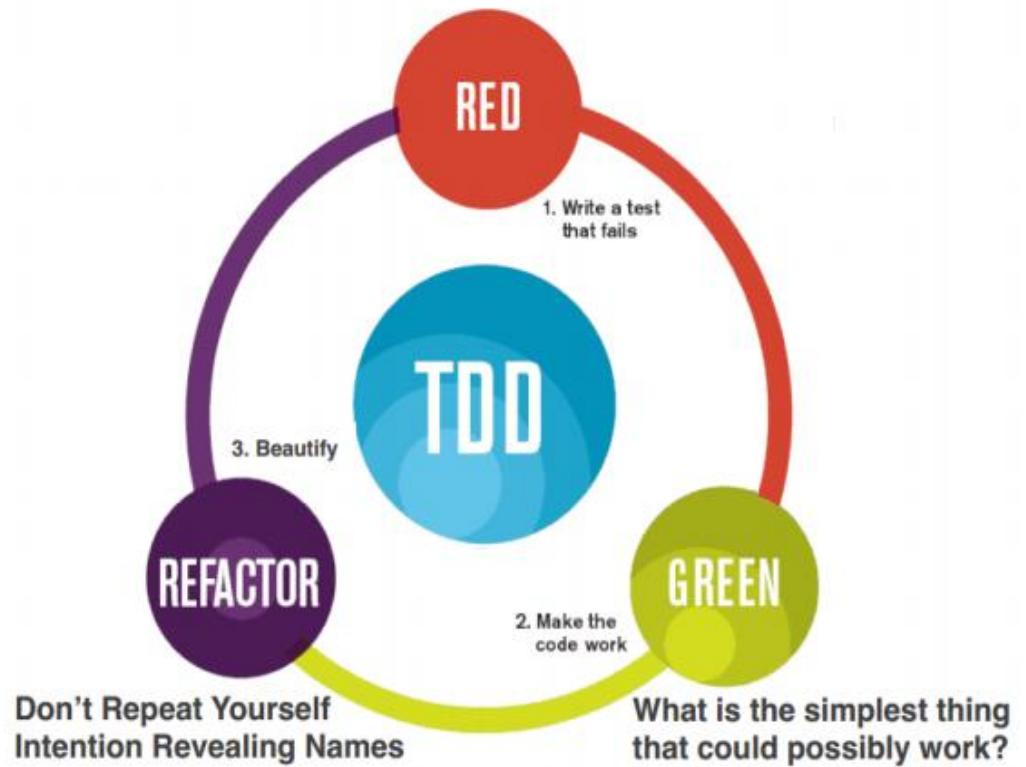 RED
1. Write a test
that fails
TDD
3. Beautify
REFACTOR
GREEN
2. Make the
code work
Don't Repeat Yourself
Intention Revealing Names
What is the simplest thing
that could possibly work?